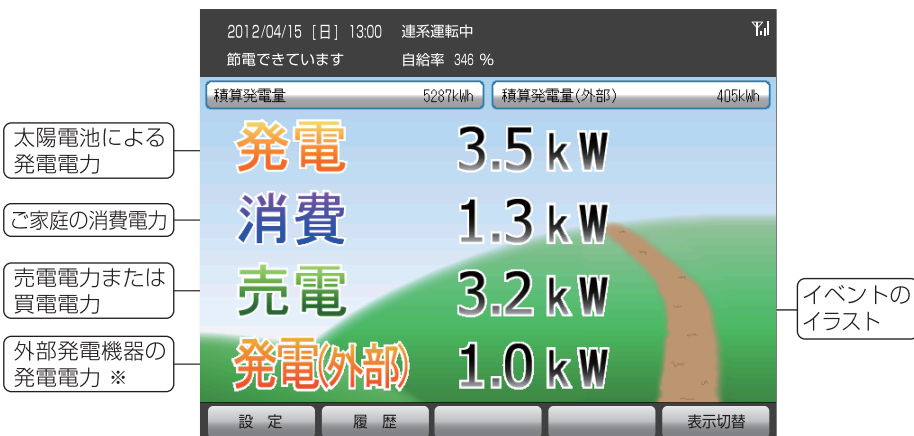 2012/04/15 [日] 13:00 連系運転中
節電できています 自給率 346 %
積算発電量 5287kWh 積算発電量(外部) 405kWh
太陽電池による
発電電力
発電 3.5 kW
ご家庭の消費電力
消費 1.3 kW
売電電力または
買電電力
売電 3.2 kW
イベントの
イラスト
外部発電機器の
発電電力 ※
発電(外部) 1.0 kW
設 定 履 歴 表示切替